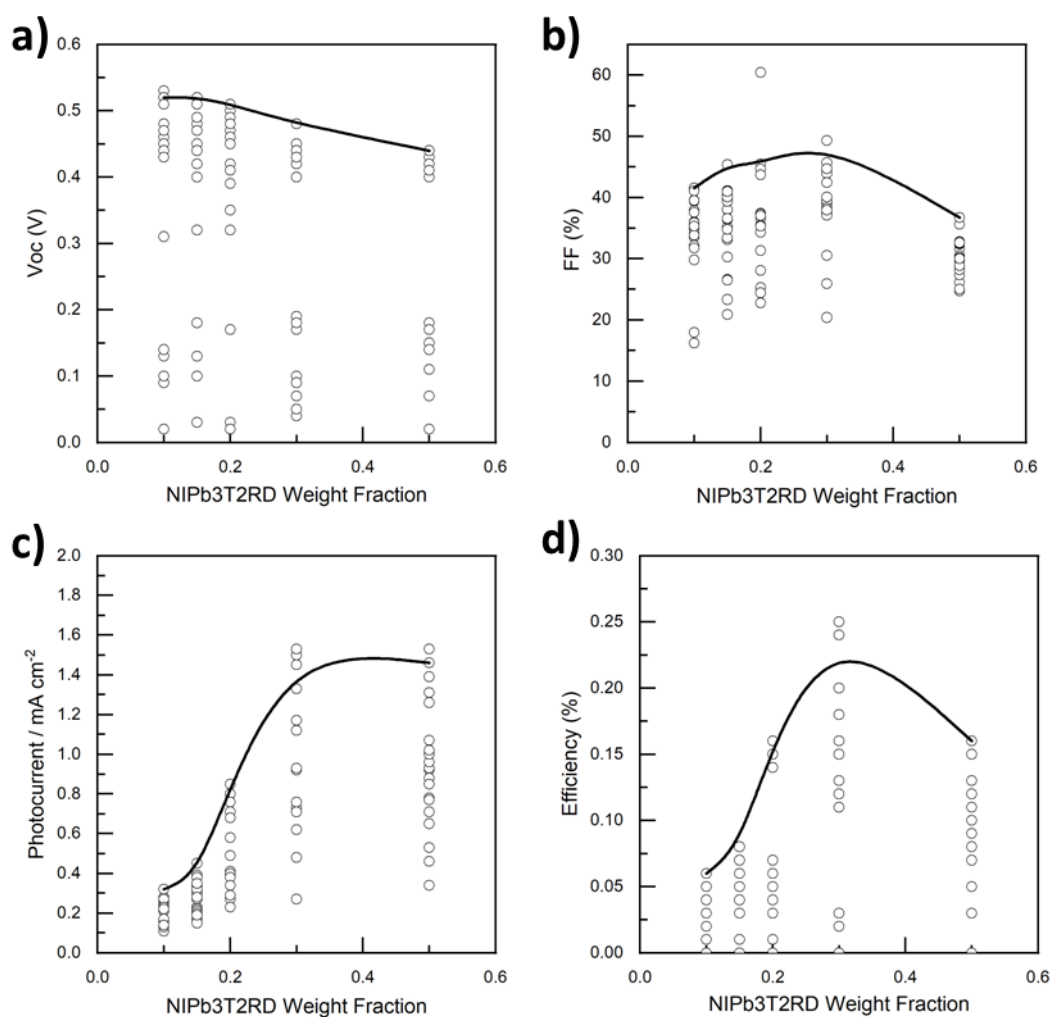 a)
0.6
0.5
0.4
0.3
0.2
0.1
0.0
Voc (V)
0.0 0.2 0.4 0.6
NIPb3T2RD Weight Fraction
b)
60
50
40
30
20
10
0
FF (%)
0.0 0.2 0.4 0.6
NIPb3T2RD Weight Fraction
c)
2.0
1.8
1.6
1.4
1.2
1.0
0.8
0.6
0.4
0.2
0.0
Photocurrent / mA cm⁻²
0.0 0.2 0.4 0.6
NIPb3T2RD Weight Fraction
d)
0.30
0.25
0.20
0.15
0.10
0.05
0.00
Efficiency (%)
0.0 0.2 0.4 0.6
NIPb3T2RD Weight Fraction